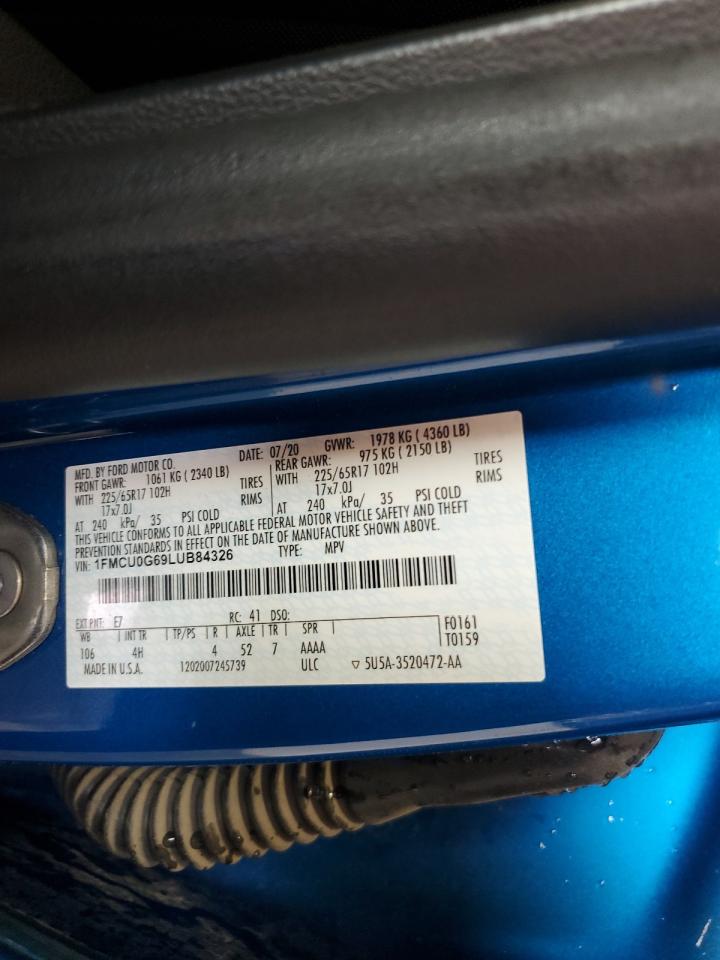 MFD. BY FORD MOTOR CO. DATE: 07/20 GVWR: 1978 KG ( 4360 LB)
FRONT GAWR: 1061 KG ( 2340 LB) REAR GAWR: 975 KG ( 2150 LB)
WITH 225/65R17 102H TIRES WITH 225/65R17 102H TIRES
17x7.0J RIMS 17x7.0J RIMS
AT 240 kPa/ 35 PSI COLD AT 240 kPa/ 35 PSI COLD
THIS VEHICLE CONFORMS TO ALL APPLICABLE FEDERAL MOTOR VEHICLE SAFETY AND THEFT
PREVENTION STANDARDS IN EFFECT ON THE DATE OF MANUFACTURE SHOWN ABOVE.
VIN: 1FMCU0G69LUB84326 TYPE: MPV
EXT PNT: E7 RC: 41 DSO: F0161
WB INT TR TP/PS R AXLE TR SPR T0159
106 4H 4 52 7 AAAA
MADE IN U.S.A. 1202007245739 ULC ▽ 5U5A-3520472-AA